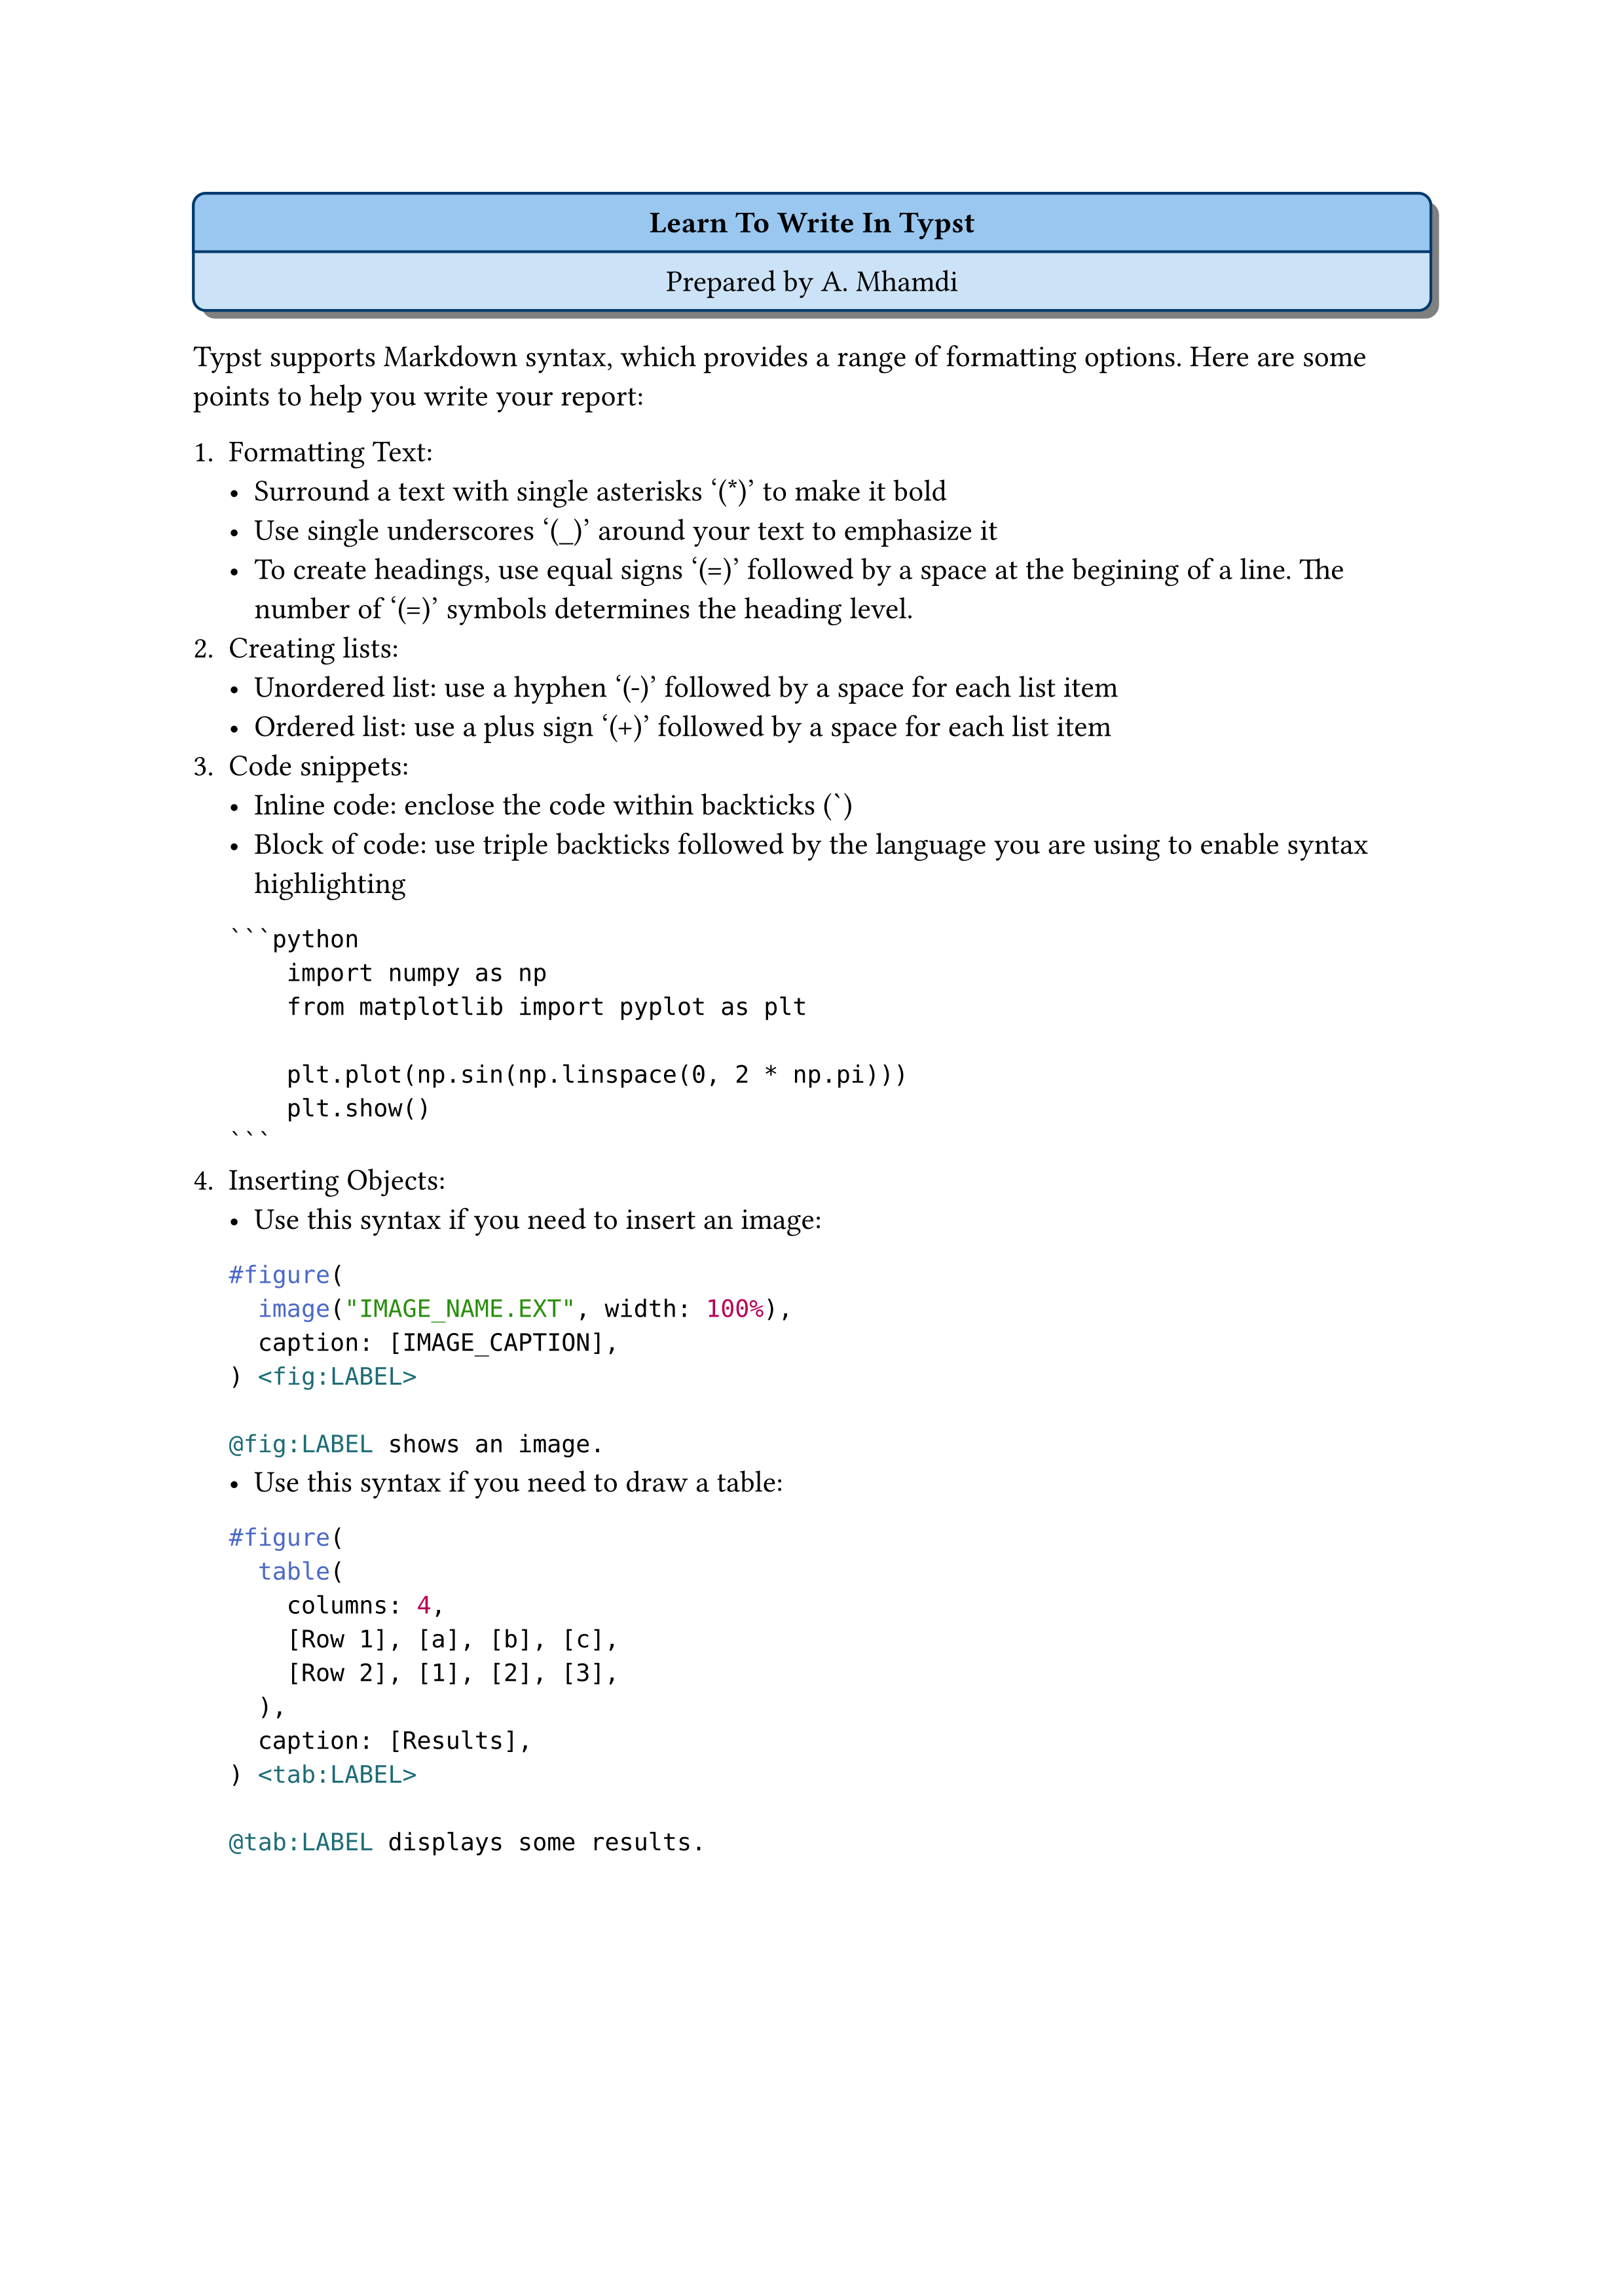 Learn To Write In Typst
Prepared by A. Mhamdi
Typst supports Markdown syntax, which provides a range of formatting options. Here are some
points to help you write your report:
1. Formatting Text:
• Surround a text with single asterisks ‘(*)’ to make it bold
• Use single underscores ‘(_)’ around your text to emphasize it
• To create headings, use equal signs ‘(=)’ followed by a space at the begining of a line. The
number of ‘(=)’ symbols determines the heading level.
2. Creating lists:
• Unordered list: use a hyphen ‘(-)’ followed by a space for each list item
• Ordered list: use a plus sign ‘(+)’ followed by a space for each list item
3. Code snippets:
• Inline code: enclose the code within backticks (`)
• Block of code: use triple backticks followed by the language you are using to enable syntax
highlighting
```python
    import numpy as np
    from matplotlib import pyplot as plt

    plt.plot(np.sin(np.linspace(0, 2 * np.pi)))
    plt.show()
```
4. Inserting Objects:
• Use this syntax if you need to insert an image:
#figure(
  image("IMAGE_NAME.EXT", width: 100%),
  caption: [IMAGE_CAPTION],
) <fig:LABEL>

@fig:LABEL shows an image.
• Use this syntax if you need to draw a table:
#figure(
  table(
    columns: 4,
    [Row 1], [a], [b], [c],
    [Row 2], [1], [2], [3],
  ),
  caption: [Results],
) <tab:LABEL>

@tab:LABEL displays some results.